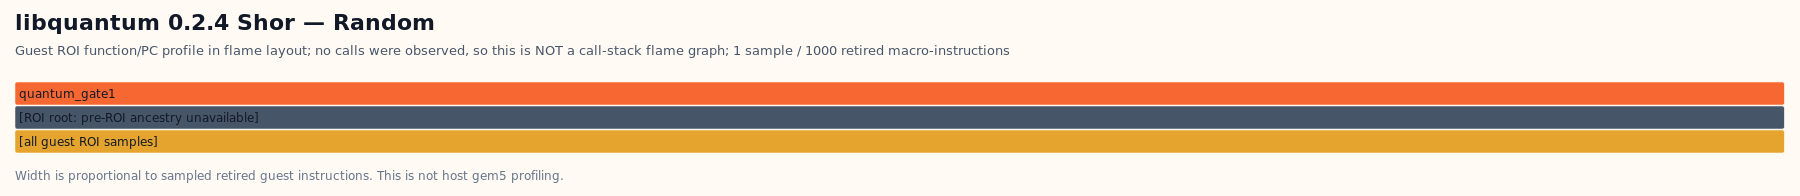 libquantum 0.2.4 Shor — Random
Guest ROI function/PC profile in flame layout; no calls were observed, so this is NOT a call-stack flame graph; 1 sample / 1000 retired macro-instructions
quantum_gate1
[ROI root: pre-ROI ancestry unavailable]
[all guest ROI samples]
Width is proportional to sampled retired guest instructions. This is not host gem5 profiling.